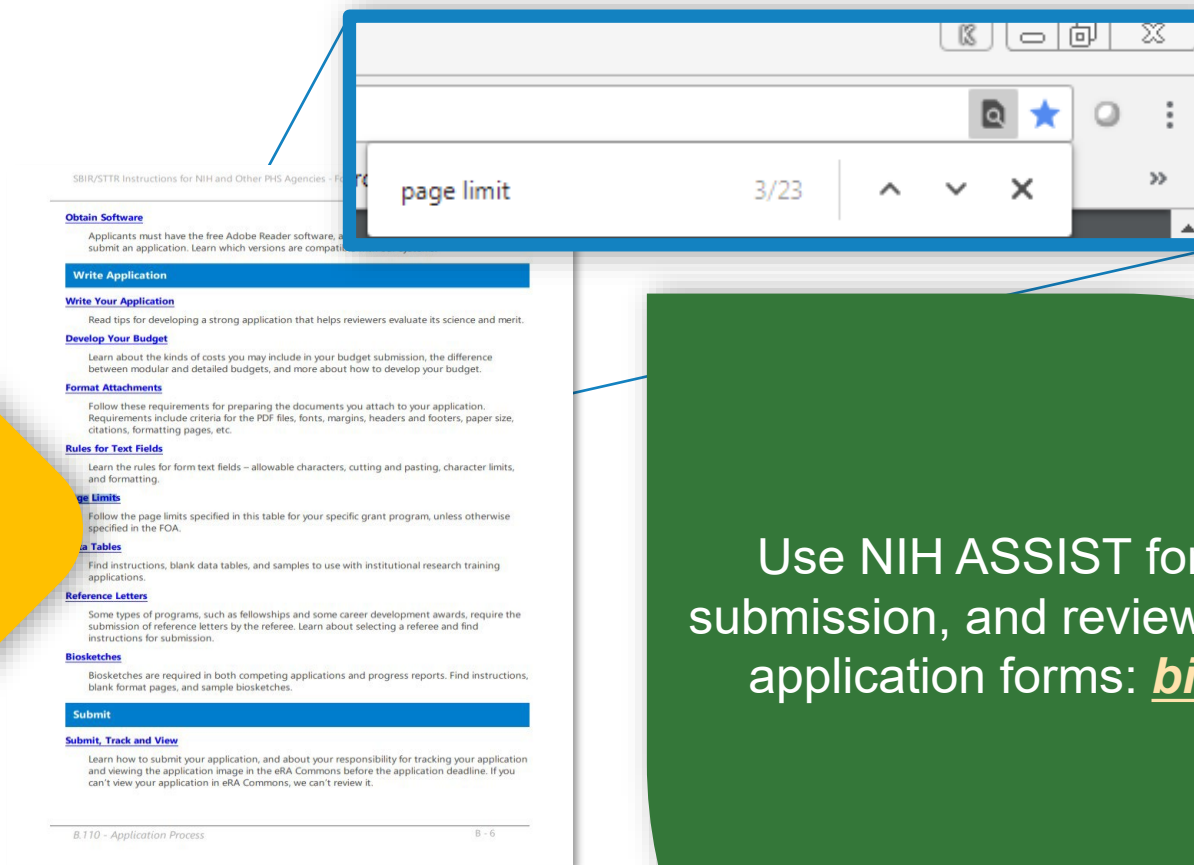 page limit 3/23
SBIR/STTR Instructions for NIH and Other PHS Agencies -
Obtain Software
Applicants must have the free Adobe Reader software,
submit an application. Learn which versions are
Write Application
Write Your Application
Read tips for developing a strong application that helps reviewers evaluate its science and merit.
Develop Your Budget
Learn about the kinds of costs you may include in your budget submission, the difference
between modular and detailed budgets, and more about how to develop your budget.
Format Attachments
Follow these requirements for preparing the documents you attach to your application.
Requirements include criteria for the PDF files, fonts, margins, headers and footers, paper size,
citations, formatting pages, etc.
Rules for Text Fields
Learn the rules for form text fields – allowable characters, cutting and pasting, character limits,
and formatting.
ge Limits
Follow the page limits specified in this table for your specific grant program, unless otherwise
specified in the FOA.
a Tables
Find instructions, blank data tables, and samples to use with institutional research training
applications.
Reference Letters
Some types of programs, such as fellowships and some career development awards, require the
submission of reference letters by the referee. Learn about selecting a referee and find
instructions for submission.
Biosketches
Biosketches are required in both competing applications and progress reports. Find instructions,
blank format pages, and sample biosketches.
Submit
Submit, Track and View
Learn how to submit your application, and about your responsibility for tracking your application
and viewing the application image in the eRA Commons before the application deadline. If you
can't view your application in eRA Commons, we can't review it.
B.110 - Application Process B - 6
Use NIH ASSIST for
submission, and review
application forms: bi